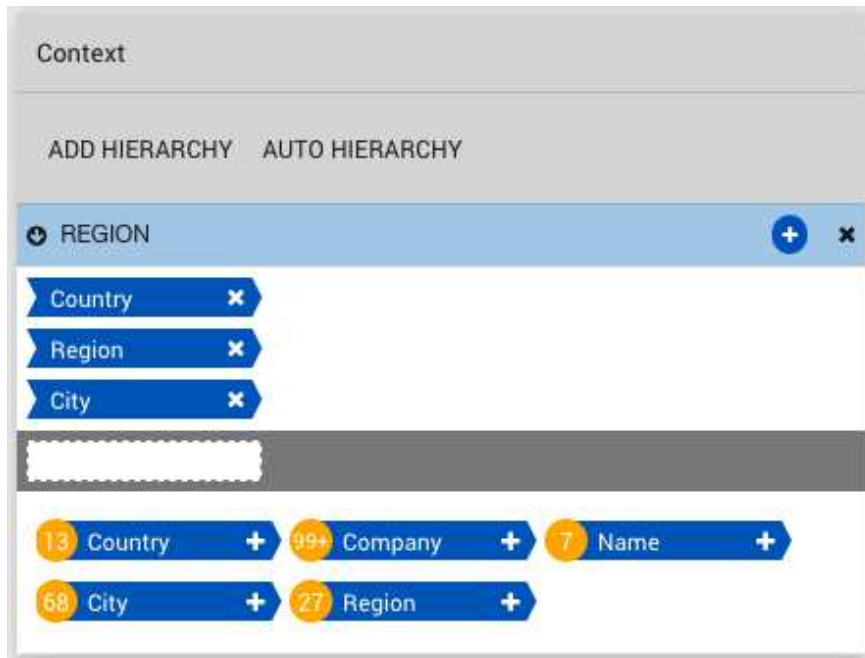 Context
ADD HIERARCHY AUTO HIERARCHY
REGION
Country
Region
City
13 Country 99+ Company 7 Name
68 City 27 Region